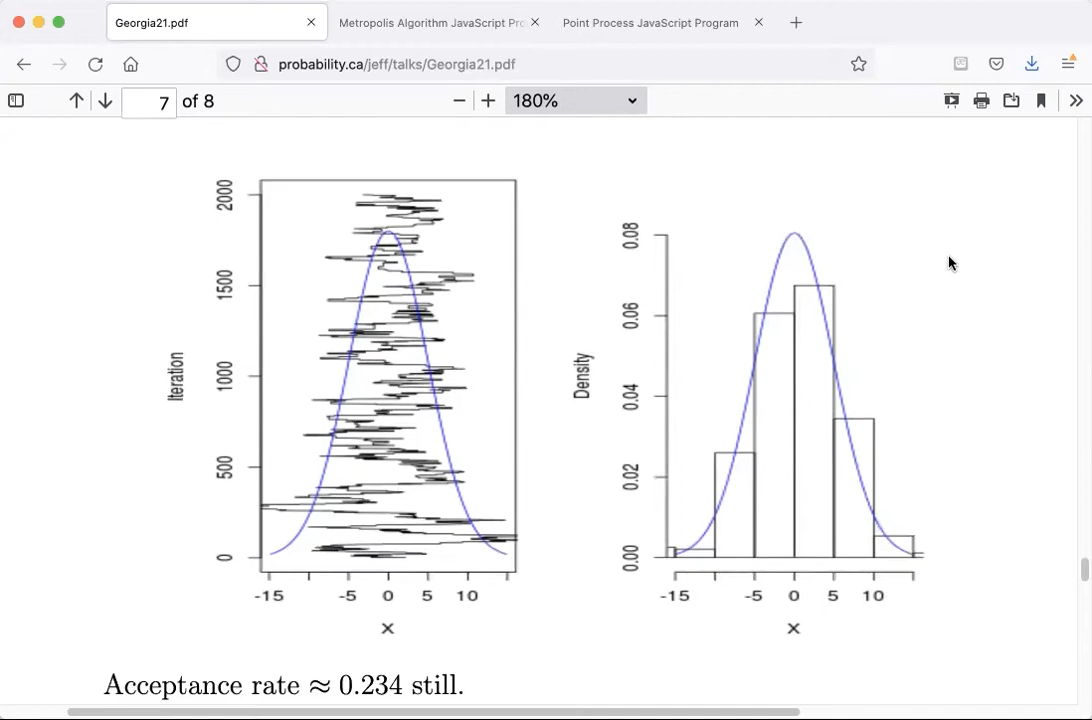 Georgia21.pdf
Metropolis Algorithm JavaScript Pro
Point Process JavaScript Program
probability.ca/jeff/talks/Georgia21.pdf
7 of 8
180%
2000
1500
1000
500
0
Iteration
-15 -5 0 5 10
X
0.08
0.06
0.04
0.02
0.00
Density
-15 -5 0 5 10
X
Acceptance rate ≈ 0.234 still.